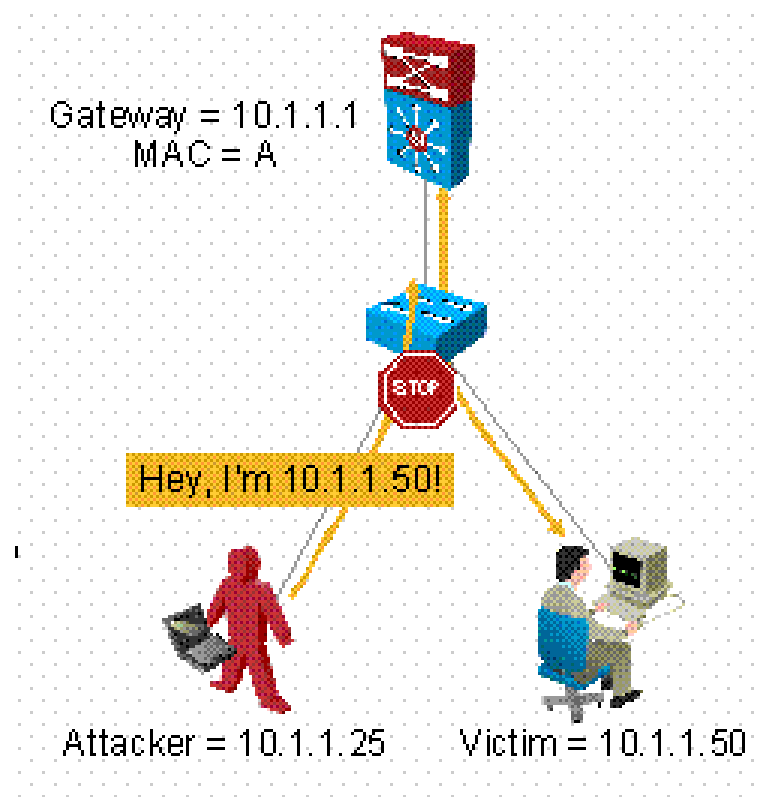 Gateway = 10.1.1.1
MAC = A
STOP
Hey, I'm 10.1.1.50!
Attacker = 10.1.1.25
Victim = 10.1.1.50